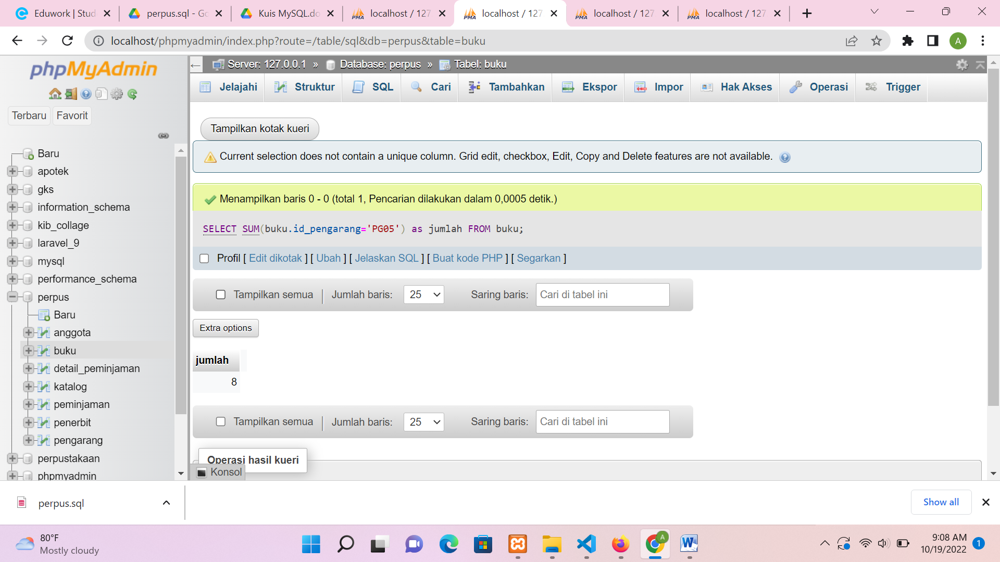 Eduwork | Stud
perpus.sql - Go
Kuis MySQL.do
localhost / 127
localhost / 127
localhost / 127
localhost / 127
localhost/phpmyadmin/index.php?route=/table/sql&db=perpus&table=buku
A
phpMyAdmin
Terbaru
Favorit
Baru
apotek
gks
information_schema
kib_collage
laravel_9
mysql
performance_schema
perpus
Baru
anggota
buku
detail_peminjaman
katalog
peminjaman
penerbit
pengarang
perpustakaan
phpmyadmin
Server: 127.0.0.1 » Database: perpus » Tabel: buku
Jelajahi Struktur SQL Cari Tambahkan Ekspor Impor Hak Akses Operasi Trigger
Tampilkan kotak kueri
Current selection does not contain a unique column. Grid edit, checkbox, Edit, Copy and Delete features are not available.
Menampilkan baris 0 - 0 (total 1, Pencarian dilakukan dalam 0,0005 detik.)
SELECT SUM(buku.id_pengarang='PG05') as jumlah FROM buku;
Profil [ Edit dikotak ] [ Ubah ] [ Jelaskan SQL ] [ Buat kode PHP ] [ Segarkan ]
Tampilkan semua | Jumlah baris: 25 Saring baris: Cari di tabel ini
Extra options
jumlah
8
Tampilkan semua | Jumlah baris: 25 Saring baris: Cari di tabel ini
Operasi hasil kueri
Konsol
perpus.sql
Show all
80°F
Mostly cloudy
A
9:08 AM
10/19/2022
1